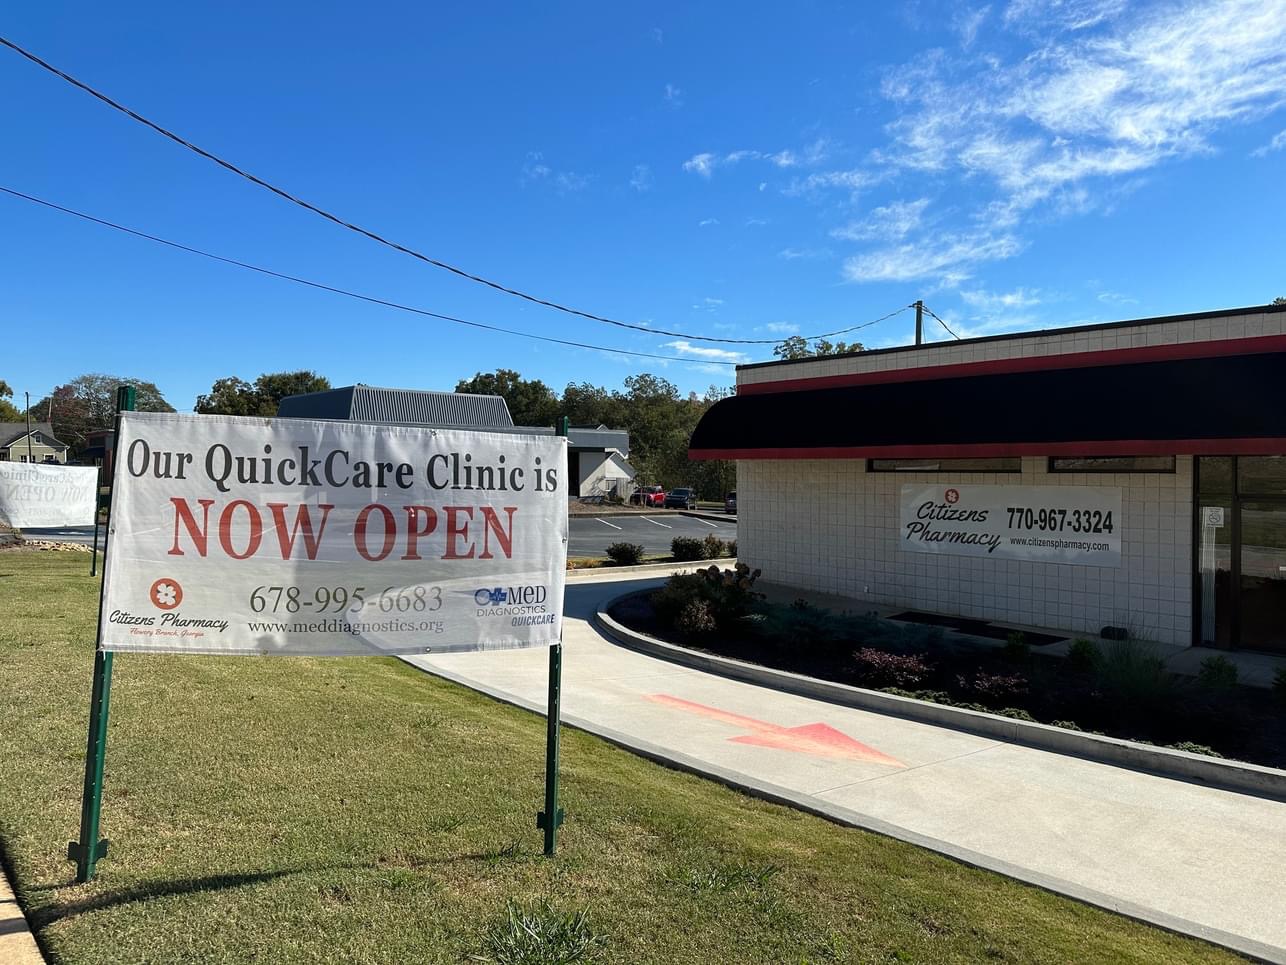 Our QuickCare Clinic is
NOW OPEN
Citizens Pharmacy
Flowery Branch, Georgia
678-995-6683
www.meddiagnostics.org
MED
DIAGNOSTICS
QUICKCARE
Citizens
Pharmacy
770-967-3324
www.citizenspharmacy.com